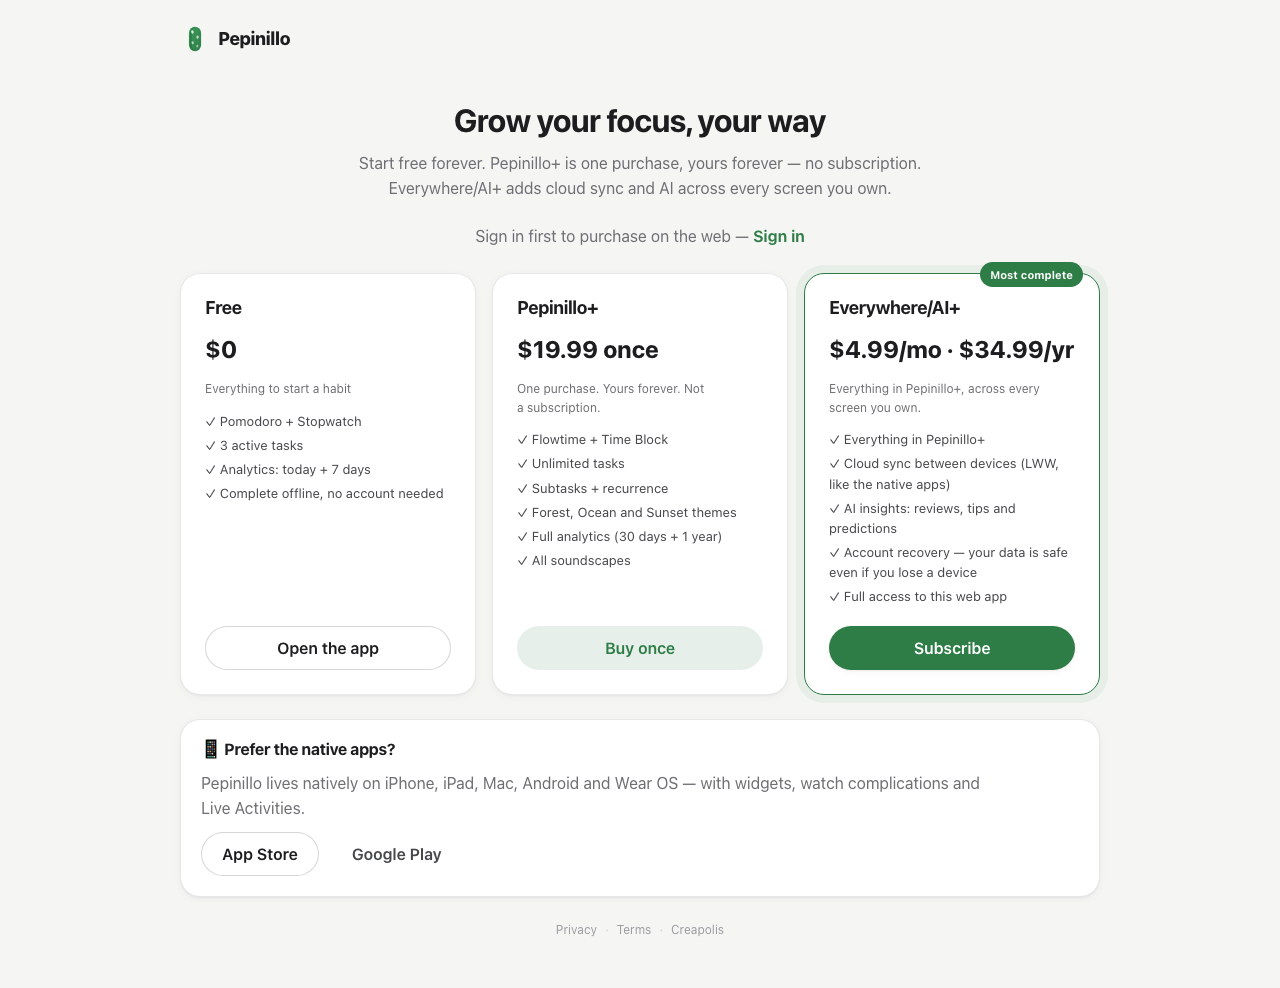 Pepinillo
Grow your focus, your way
Start free forever. Pepinillo+ is one purchase, yours forever — no subscription.
Everywhere/AI+ adds cloud sync and AI across every screen you own.
Sign in first to purchase on the web — Sign in
Free
$0
Everything to start a habit
✓ Pomodoro + Stopwatch
✓ 3 active tasks
✓ Analytics: today + 7 days
✓ Complete offline, no account needed
Open the app
Pepinillo+
$19.99 once
One purchase. Yours forever. Not
a subscription.
✓ Flowtime + Time Block
✓ Unlimited tasks
✓ Subtasks + recurrence
✓ Forest, Ocean and Sunset themes
✓ Full analytics (30 days + 1 year)
✓ All soundscapes
Buy once
Most complete
Everywhere/AI+
$4.99/mo · $34.99/yr
Everything in Pepinillo+, across every
screen you own.
✓ Everything in Pepinillo+
✓ Cloud sync between devices (LWW,
like the native apps)
✓ AI insights: reviews, tips and
predictions
✓ Account recovery — your data is safe
even if you lose a device
✓ Full access to this web app
Subscribe
📱 Prefer the native apps?
Pepinillo lives natively on iPhone, iPad, Mac, Android and Wear OS — with widgets, watch complications and
Live Activities.
App Store
Google Play
Privacy · Terms · Creapolis